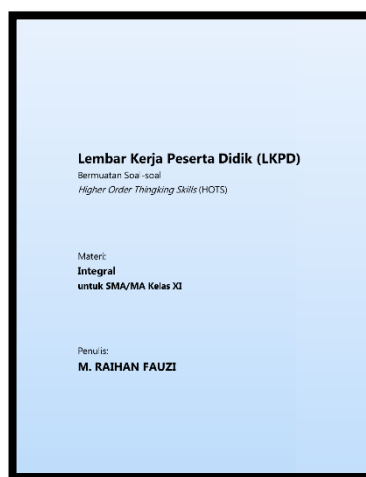 Lembar Kerja Peserta Didik (LKPD)
Bermuatan Soal-soal
Higher Order Thingking Skills (HOTS)
Materi:
Integral
untuk SMA/MA Kelas XI
Penulis:
M. RAIHAN FAUZI